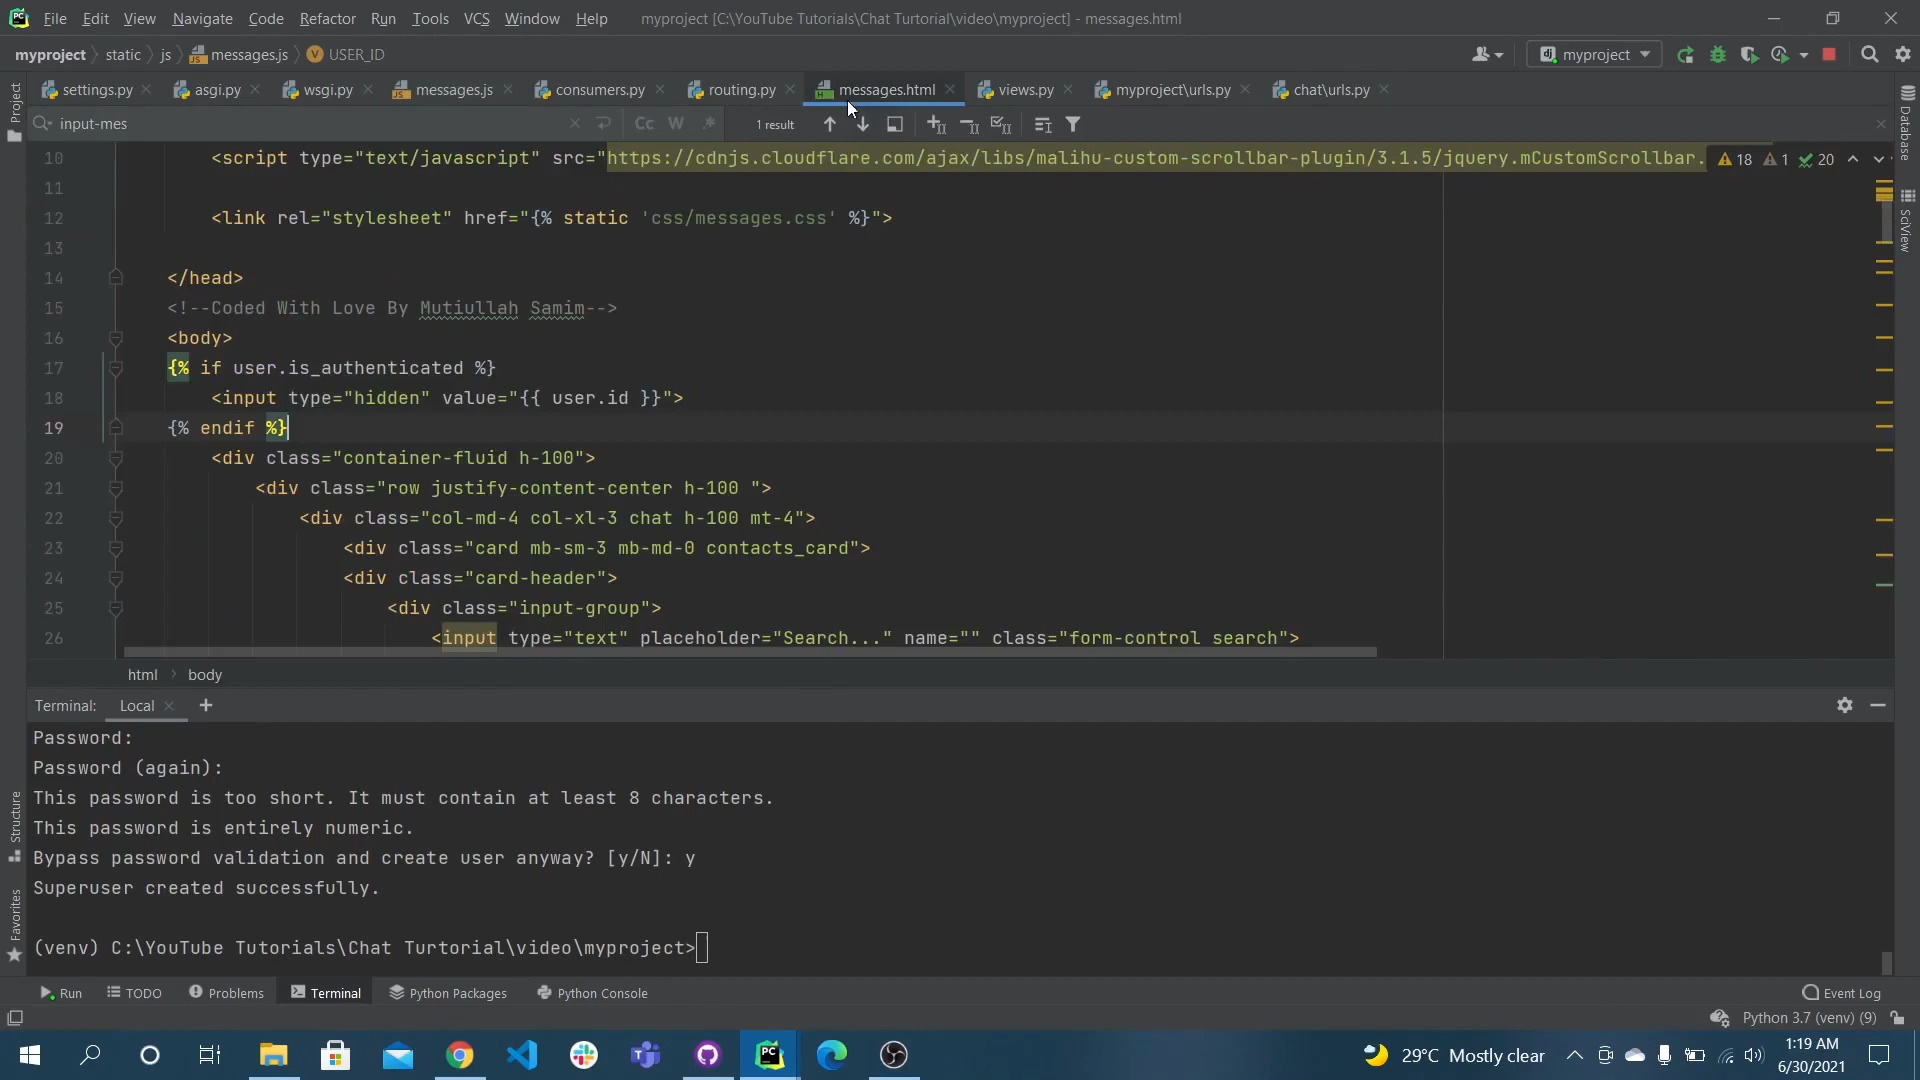 File Edit View Navigate Code Refactor Run Tools VCS Window Help myproject [C:\YouTube Tutorials\Chat Turtorial\video\myproject] - messages.html
myproject static js messages.js USER_ID myproject
settings.py asgi.py wsgi.py messages.js consumers.py routing.py messages.html views.py myproject\urls.py chat\urls.py
input-mes Cc W .* 1 result
10 <script type="text/javascript" src="https://cdnjs.cloudflare.com/ajax/libs/malihu-custom-scrollbar-plugin/3.1.5/jquery.mCustomScrollbar. 18 1 20
11
12 <link rel="stylesheet" href="{% static 'css/messages.css' %}">
13
14 </head>
15 <!--Coded With Love By Mutiullah Samim-->
16 <body>
17 {% if user.is_authenticated %}
18 <input type="hidden" value="{{ user.id }}">
19 {% endif %}
20 <div class="container-fluid h-100">
21 <div class="row justify-content-center h-100 ">
22 <div class="col-md-4 col-xl-3 chat h-100 mt-4">
23 <div class="card mb-sm-3 mb-md-0 contacts_card">
24 <div class="card-header">
25 <div class="input-group">
26 <input type="text" placeholder="Search..." name="" class="form-control search">
html body
Terminal: Local
Password:
Password (again):
This password is too short. It must contain at least 8 characters.
This password is entirely numeric.
Bypass password validation and create user anyway? [y/N]: y
Superuser created successfully.
(venv) C:\YouTube Tutorials\Chat Turtorial\video\myproject>
Run TODO Problems Terminal Python Packages Python Console Event Log
Python 3.7 (venv) (9)
29°C Mostly clear 1:19 AM
6/30/2021
Project
Structure
Favorites
Database
SciView